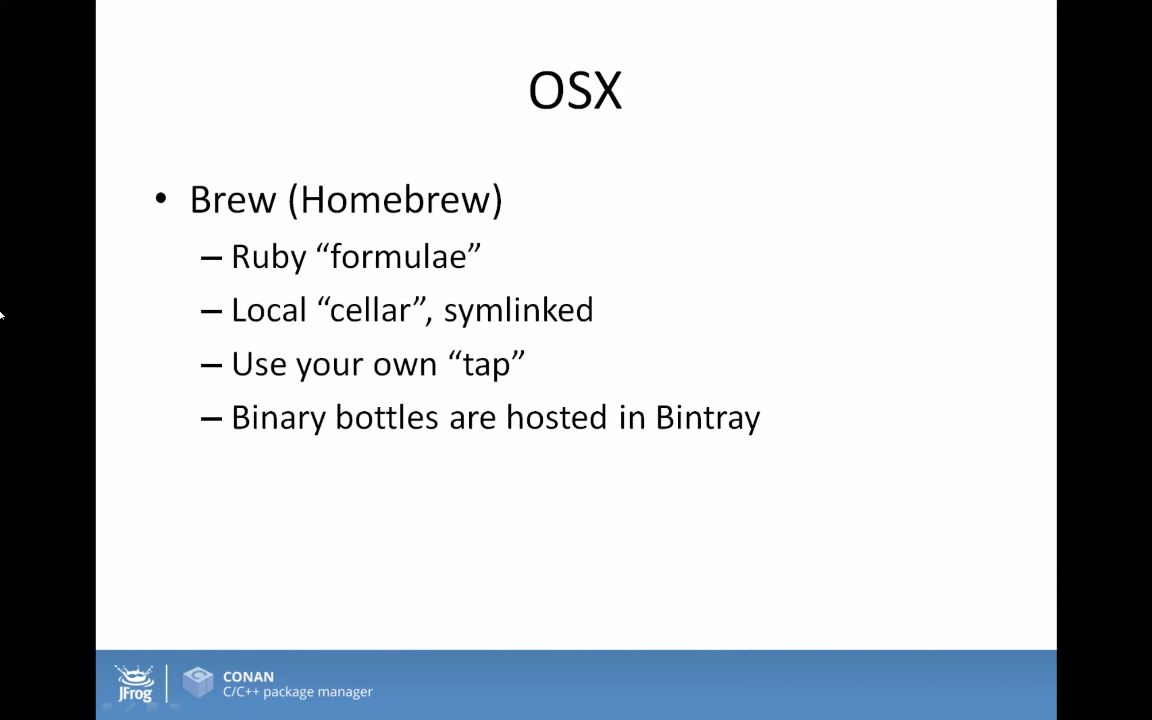 OSX
• Brew (Homebrew)
– Ruby “formulae”
– Local “cellar”, symlinked
– Use your own “tap”
– Binary bottles are hosted in Bintray
JFrog
CONAN
C/C++ package manager